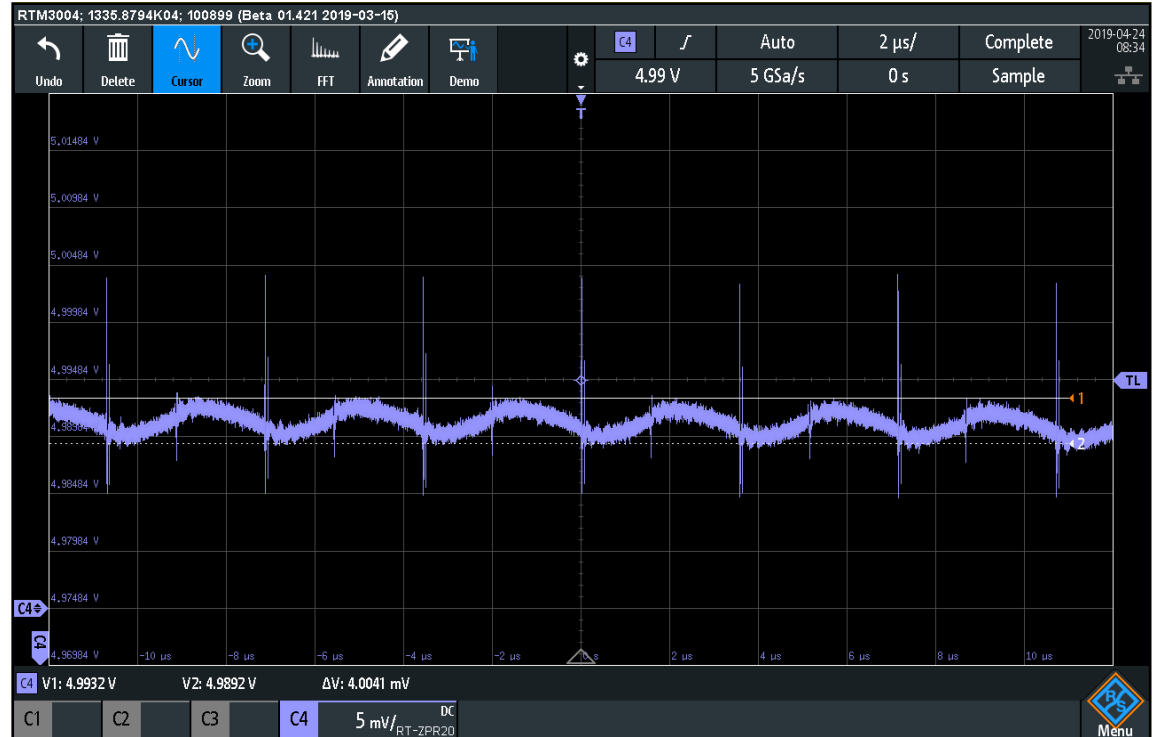 RTM3004; 1335.8794K04; 100899 (Beta 01.421 2019-03-15)
Undo Delete Cursor Zoom FFT Annotation Demo
C4 Auto 2 µs/ Complete 2019-04-24
08:34
4.99 V 5 GSa/s 0 s Sample
T
5.01484 V
5.00984 V
5.00484 V
4.99984 V
4.99484 V
TL
1
2
4.98484 V
4.97984 V
4.97484 V
C4
C4
4.96984 V -10 µs -8 µs -6 µs -4 µs -2 µs 0 s 2 µs 4 µs 6 µs 8 µs 10 µs
C4 V1: 4.9932 V V2: 4.9892 V ΔV: 4.0041 mV
C1 C2 C3 C4 5 mV/ DC
RT-ZPR20
R S
Menu